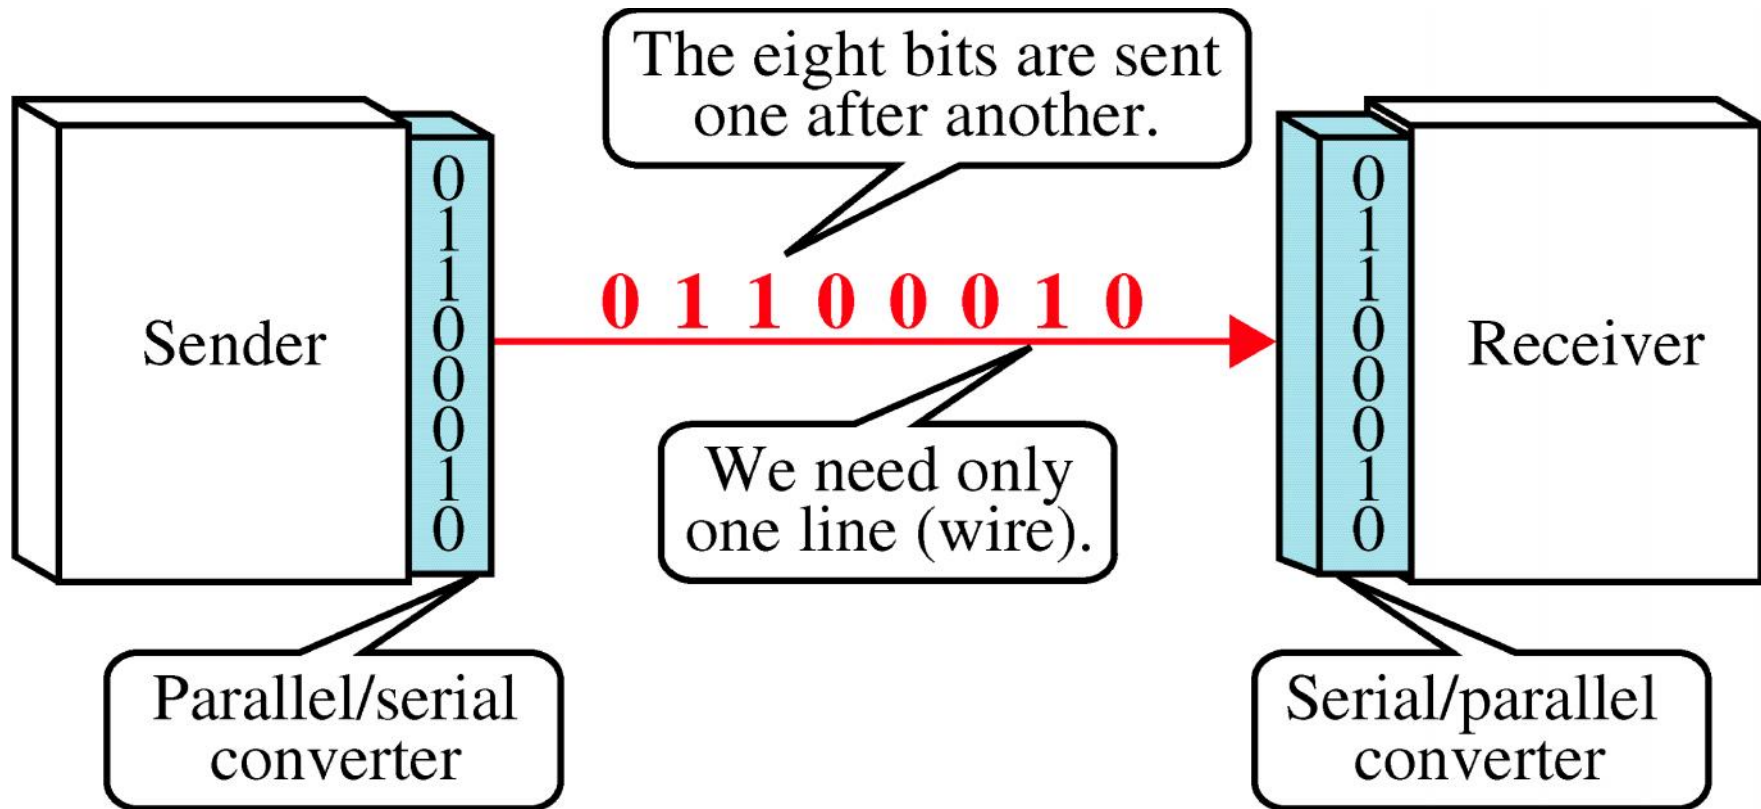 The eight bits are sent
one after another.
0
1
1
0
0
0
1
0
0 1 1 0 0 0 1 0
0
1
1
0
0
0
1
0
Sender
Receiver
We need only
one line (wire).
Parallel/serial
converter
Serial/parallel
converter